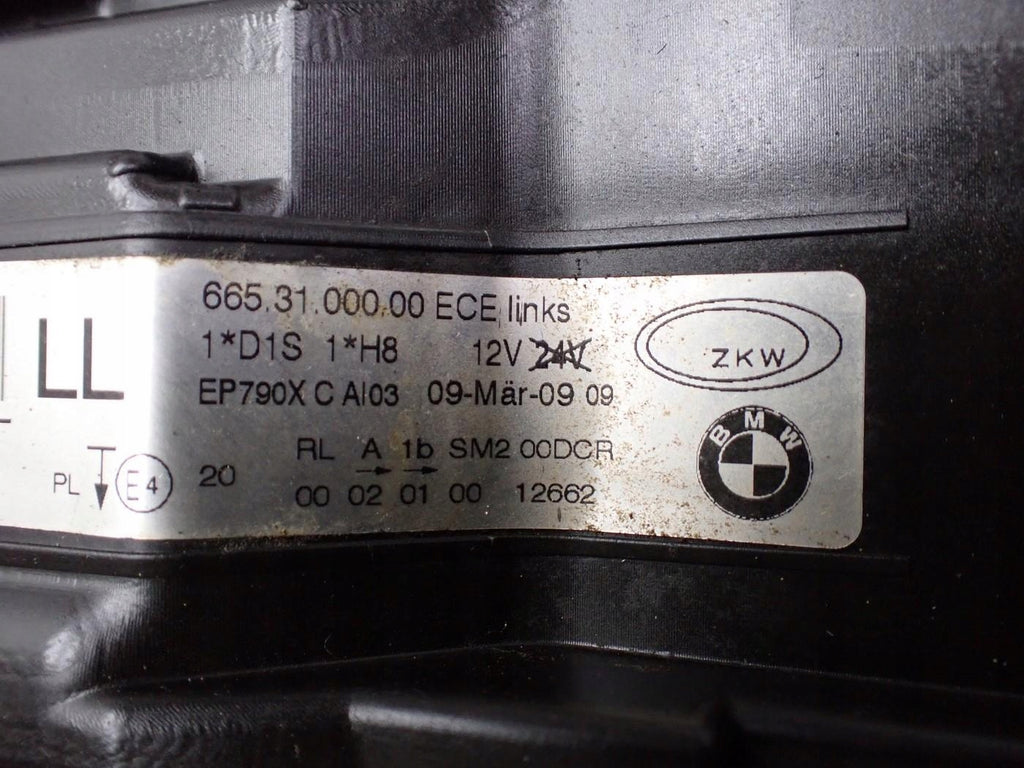 665.31.000.00 ECE links
1*D1S 1*H8 12V 24V
EP790X C AI03 09-Mär-09 09
LL
ZKW
BMW
RL A 1b SM2 00DCR
PL E4 20
00 02 01 00 12662